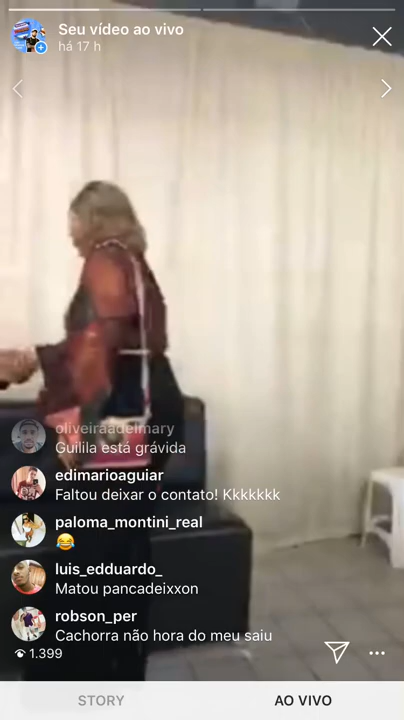 Seu vídeo ao vivo
há 17 h
oliveiraadelmary
Guilila está grávida
edimarioaguiar
Faltou deixar o contato! Kkkkkkk
paloma_montini_real
😂
luis_edduardo_
Matou pancadeixxon
robson_per
Cachorra não hora do meu saiu
1.399
STORY
AO VIVO